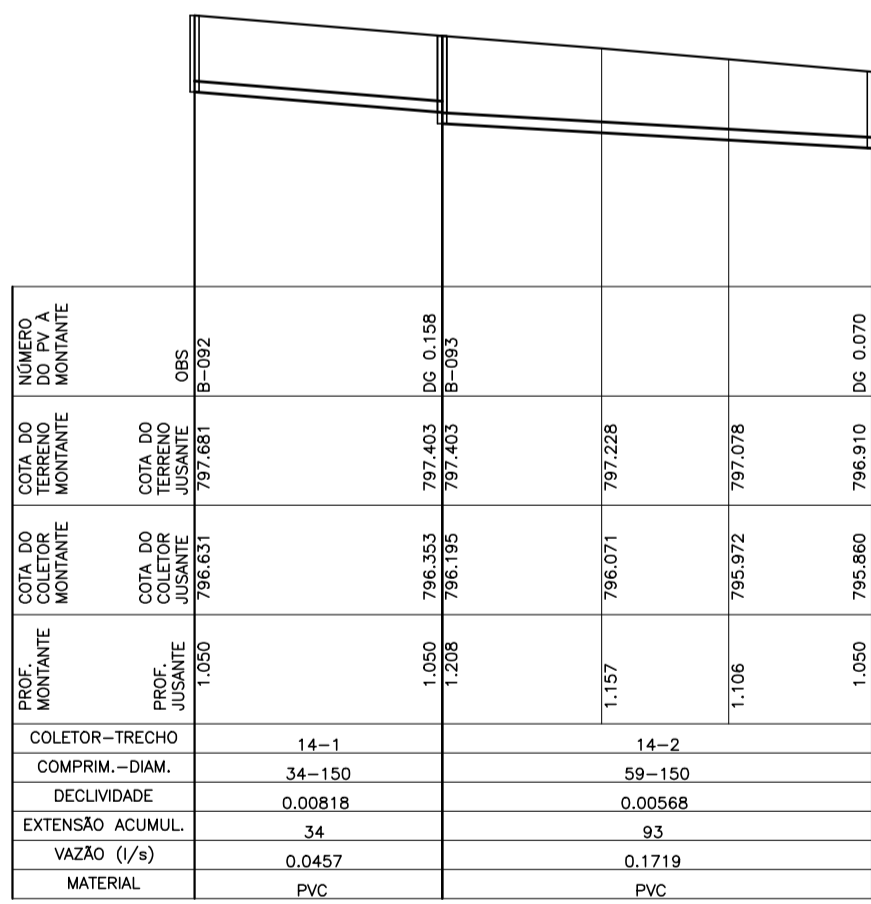 NÚMERO
DO PV À
MONTANTE
OBS
B-092
DG 0.158
B-093
DG 0.070
COTA DO
TERRENO
MONTANTE
COTA DO
TERRENO
JUSANTE
797.681
797.403
797.403
797.228
797.078
796.910
COTA DO
COLETOR
MONTANTE
COTA DO
COLETOR
JUSANTE
796.631
796.353
796.195
796.071
795.972
795.860
PROF.
MONTANTE
PROF.
JUSANTE
1.050
1.050
1.208
1.157
1.106
1.050
COLETOR-TRECHO 14-1 14-2
COMPRIM.-DIAM. 34-150 59-150
DECLIVIDADE 0.00818 0.00568
EXTENSÃO ACUMUL. 34 93
VAZÃO (l/s) 0.0457 0.1719
MATERIAL PVC PVC